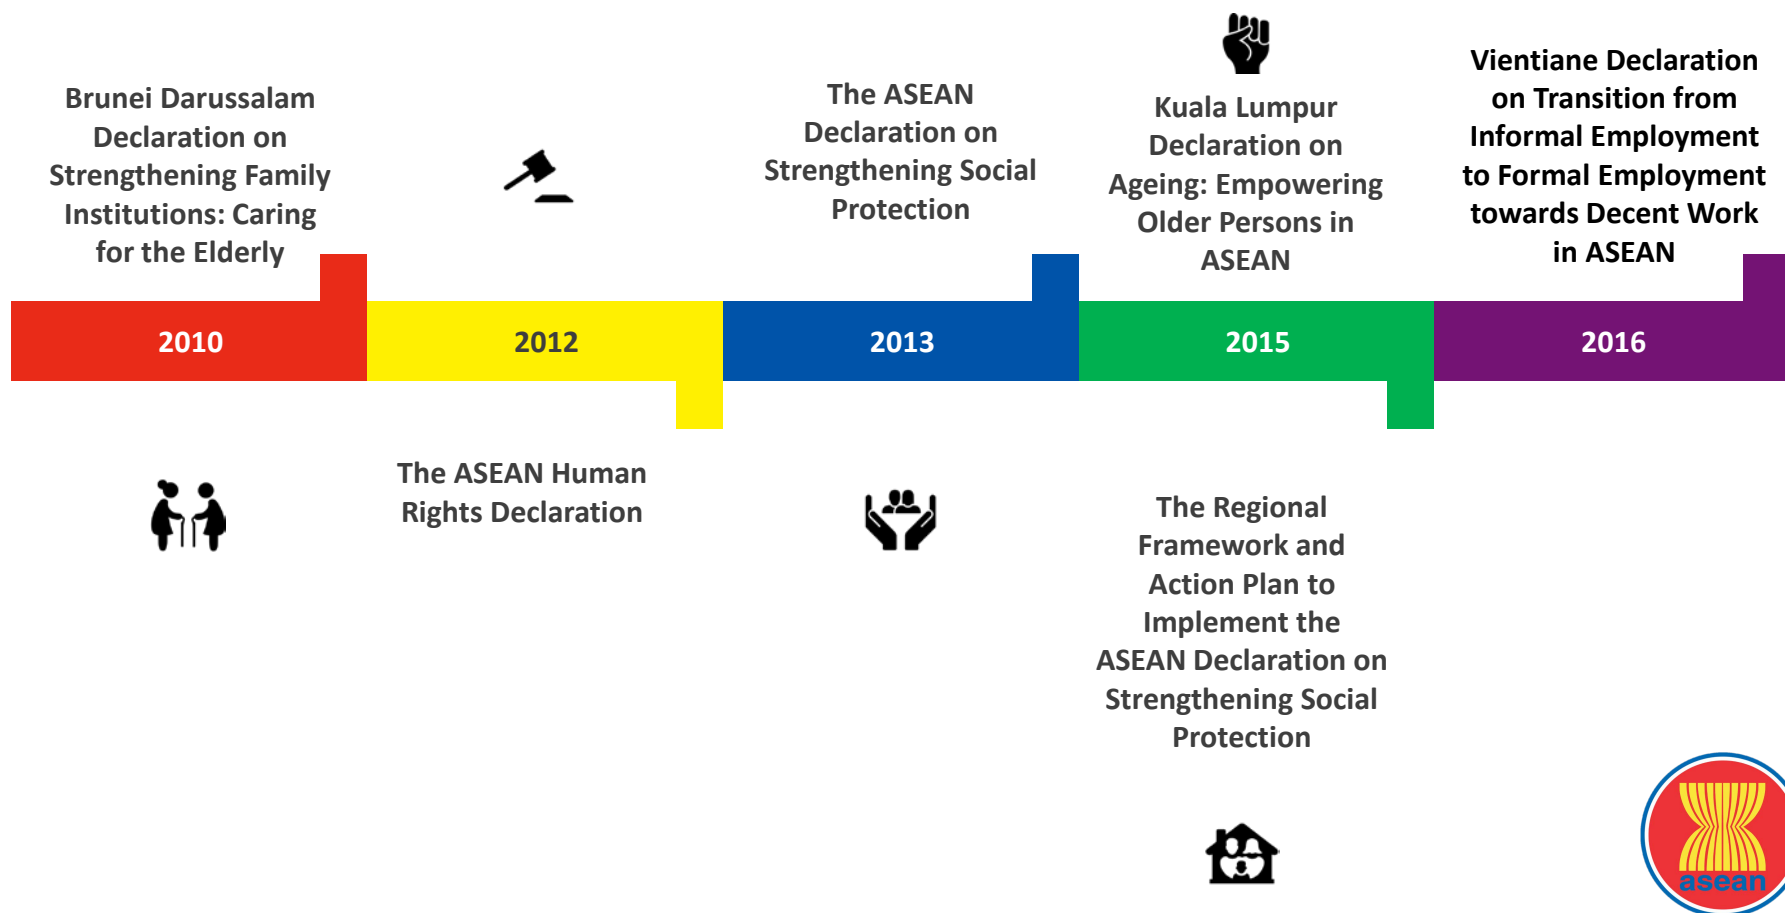 Brunei Darussalam
Declaration on
Strengthening Family
Institutions: Caring
for the Elderly
The ASEAN
Declaration on
Strengthening Social
Protection
Kuala Lumpur
Declaration on
Ageing: Empowering
Older Persons in
ASEAN
Vientiane Declaration
on Transition from
Informal Employment
to Formal Employment
towards Decent Work
in ASEAN
2010
2012
2013
2015
2016
The ASEAN Human
Rights Declaration
The Regional
Framework and
Action Plan to
Implement the
ASEAN Declaration on
Strengthening Social
Protection
asean